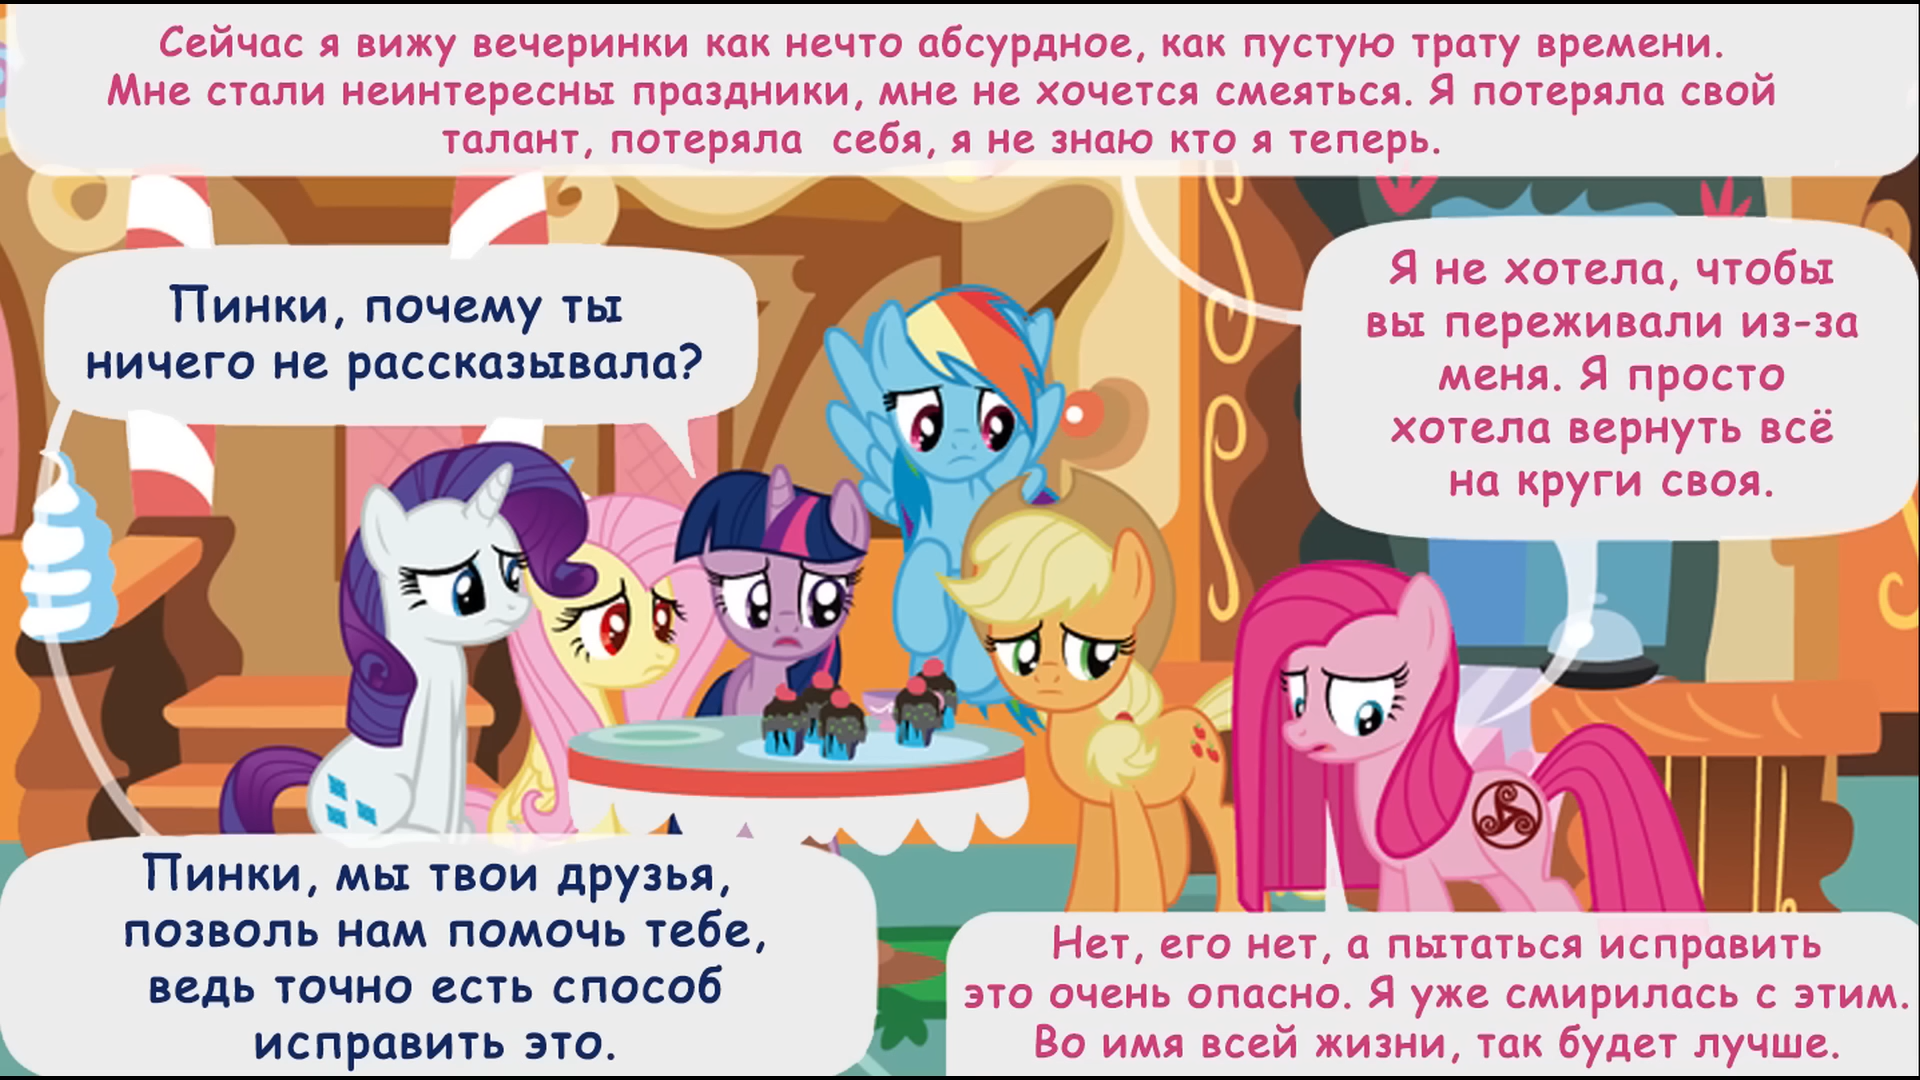 Сейчас я вижу вечеринки как нечто абсурдное, как пустую трату времени.
Мне стали неинтересны праздники, мне не хочется смеяться. Я потеряла свой
талант, потеряла себя, я не знаю кто я теперь.
Пинки, почему ты
ничего не рассказывала?
Я не хотела, чтобы
вы переживали из-за
меня. Я просто
хотела вернуть всё
на круги своя.
Пинки, мы твои друзья,
позволь нам помочь тебе,
ведь точно есть способ
исправить это.
Нет, его нет, а пытаться исправить
это очень опасно. Я уже смирилась с этим.
Во имя всей жизни, так будет лучше.